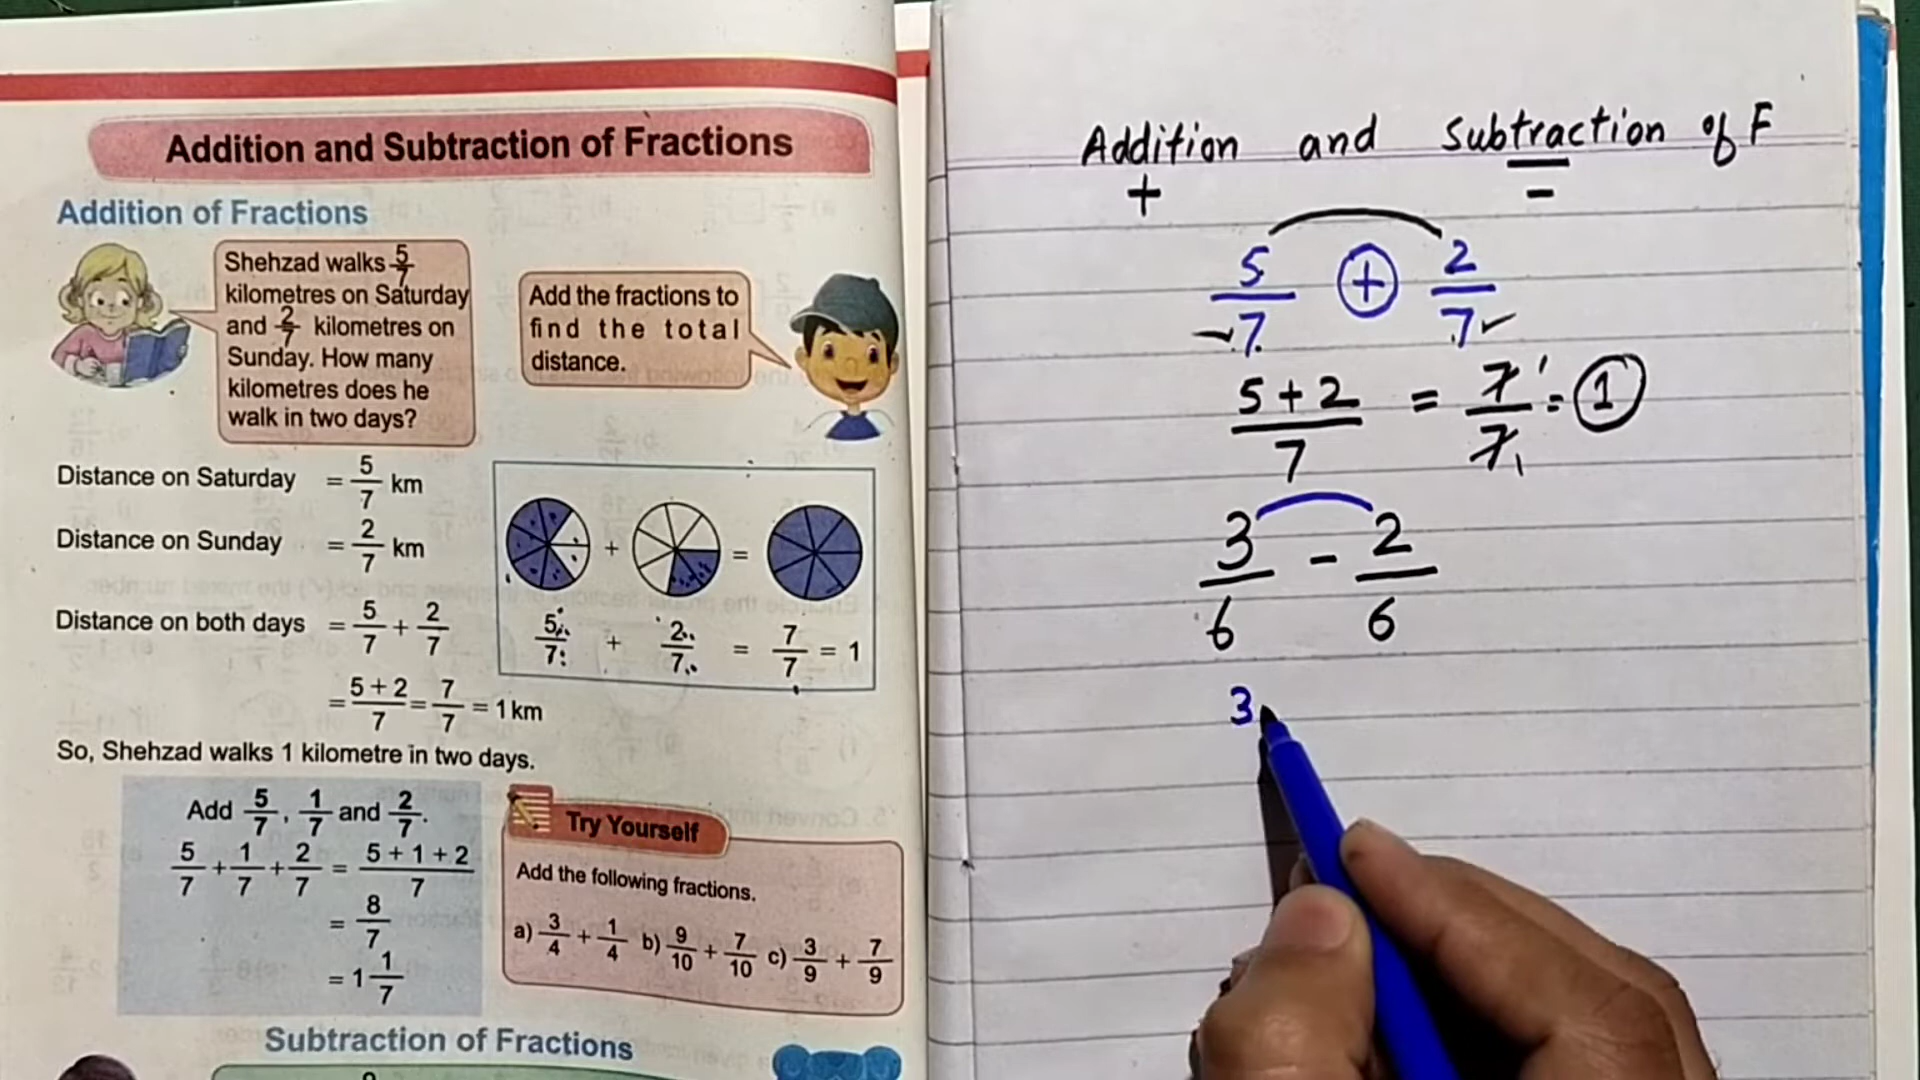 Addition and Subtraction of Fractions
Addition of Fractions
Shehzad walks 5/7
kilometres on Saturday
and 2/7 kilometres on
Sunday. How many
kilometres does he
walk in two days?
Add the fractions to
find the total
distance.
Distance on Saturday = 5/7 km
Distance on Sunday = 2/7 km
Distance on both days = 5/7 + 2/7
= 5+2/7 = 7/7 = 1 km
So, Shehzad walks 1 kilometre in two days.
+ =
5/7 + 2/7 = 7/7 = 1
Add 5/7, 1/7 and 2/7.
5/7 + 1/7 + 2/7 = 5+1+2/7
= 8/7
= 1 1/7
Try Yourself
Add the following fractions.
a) 3/4 + 1/4 b) 9/10 + 7/10 c) 3/9 + 7/9
Subtraction of Fractions
Addition and Subtraction of F
+ -
5/7 + 2/7
5+2/7 = 7/7 = 1
3/6 - 2/6
3